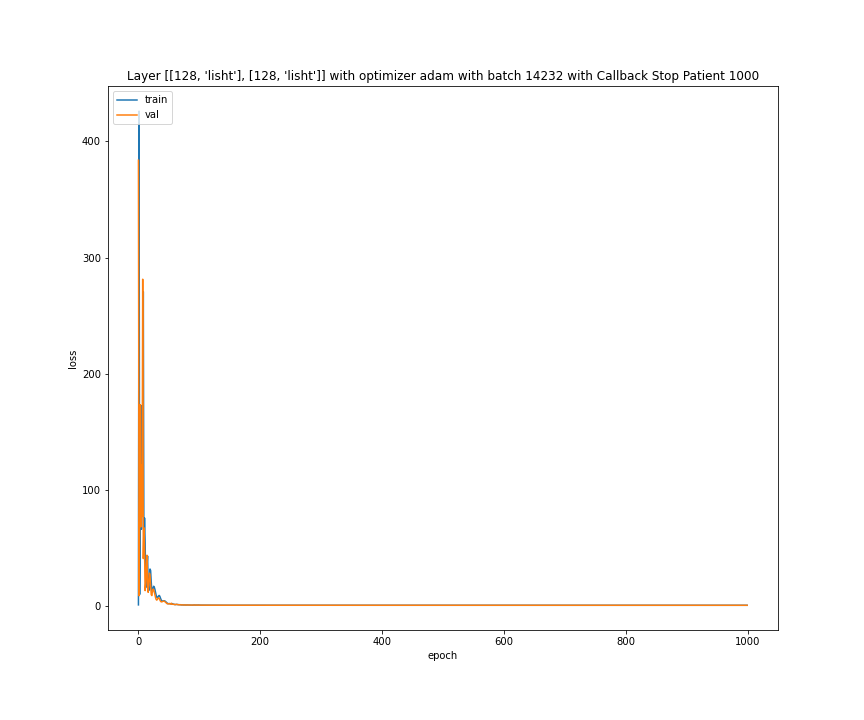 Layer [[128, 'lisht'], [128, 'lisht']] with optimizer adam with batch 14232 with Callback Stop Patient 1000
train
val
400
300
200
100
0
loss
0 200 400 600 800 1000
epoch